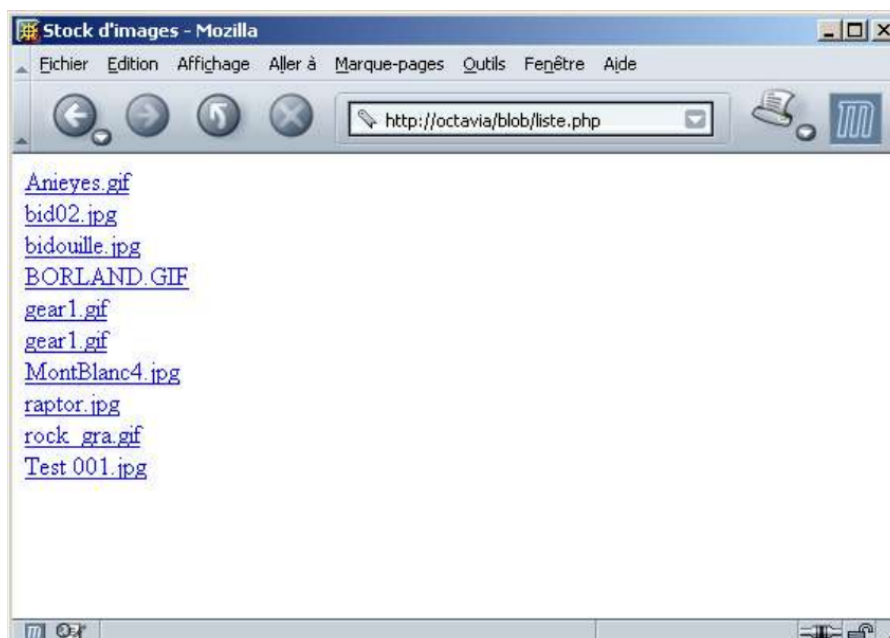 Stock d'images - Mozilla
Fichier Edition Affichage Aller à Marque-pages Outils Fenêtre Aide
http://octavia/blob/liste.php
Anieyes.gif
bid02.jpg
bidouille.jpg
BORLAND.GIF
gear1.gif
gear1.gif
MontBlanc4.jpg
raptor.jpg
rock_gra.gif
Test 001.jpg